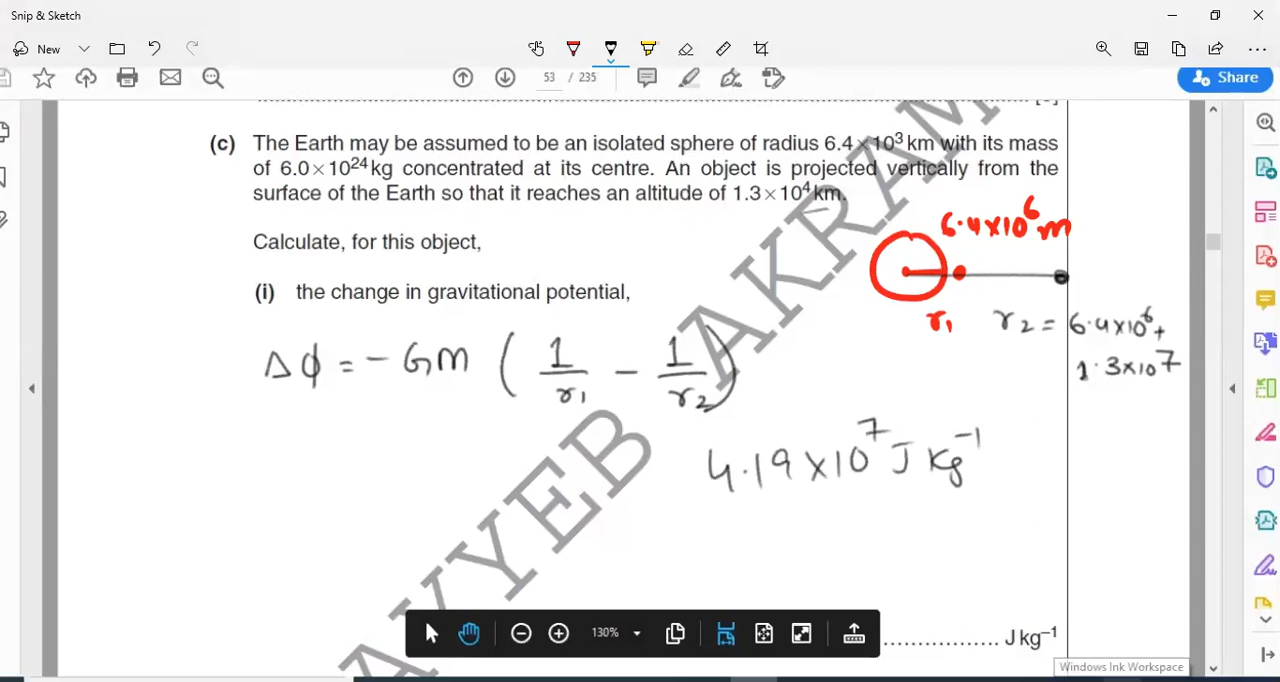 Snip & Sketch
New
53 / 235
Share
(c) The Earth may be assumed to be an isolated sphere of radius 6.4×10³ km with its mass
of 6.0×10²⁴ kg concentrated at its centre. An object is projected vertically from the
surface of the Earth so that it reaches an altitude of 1.3×10⁴ km.
6.4×10⁶ m
Calculate, for this object,
(i) the change in gravitational potential,
r₁
r₂ = 6.4×10⁶ +
1.3×10⁷
Δφ = - GM ( 1/r₁ - 1/r₂ )
4.19×10⁷ J kg⁻¹
AYYEB AKRAM
130%
................ J kg⁻¹
Windows Ink Workspace